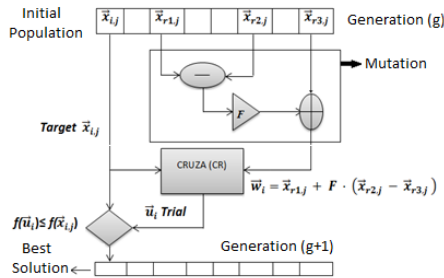 Initial
Population
x⃗i.j x⃗r1.j x⃗r2.j x⃗r3.j
Generation (g)
Mutation
F
Target x⃗i.j
CRUZA (CR)
w⃗i = x⃗r1.j + F · (x⃗r2.j − x⃗r3.j)
u⃗i Trial
f(u⃗i)≤ f(x⃗i.j)
Best
Solution
Generation (g+1)